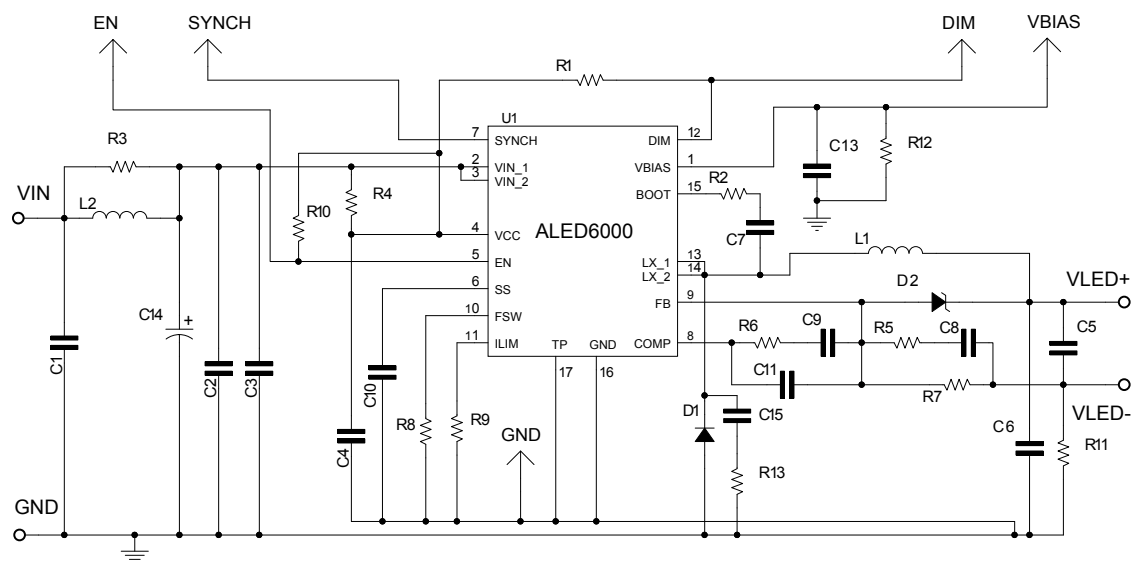 EN
SYNCH
DIM
VBIAS
R1
U1
R3
7
SYNCH
DIM
12
C13
R12
2
VIN_1
VBIAS
1
3
VIN_2
R2
VIN
L2
R10
R4
BOOT
15
C7
4
VCC
ALED6000
L1
5
EN
LX_1
13
LX_2
14
6
SS
FB
9
D2
VLED+
C14
+
10
FSW
R6
C9
R5
C8
C5
11
ILIM
TP
GND
COMP
8
C1
C2
C3
C10
17
16
C11
R7
VLED-
R8
R9
D1
C15
C6
R11
C4
GND
R13
GND